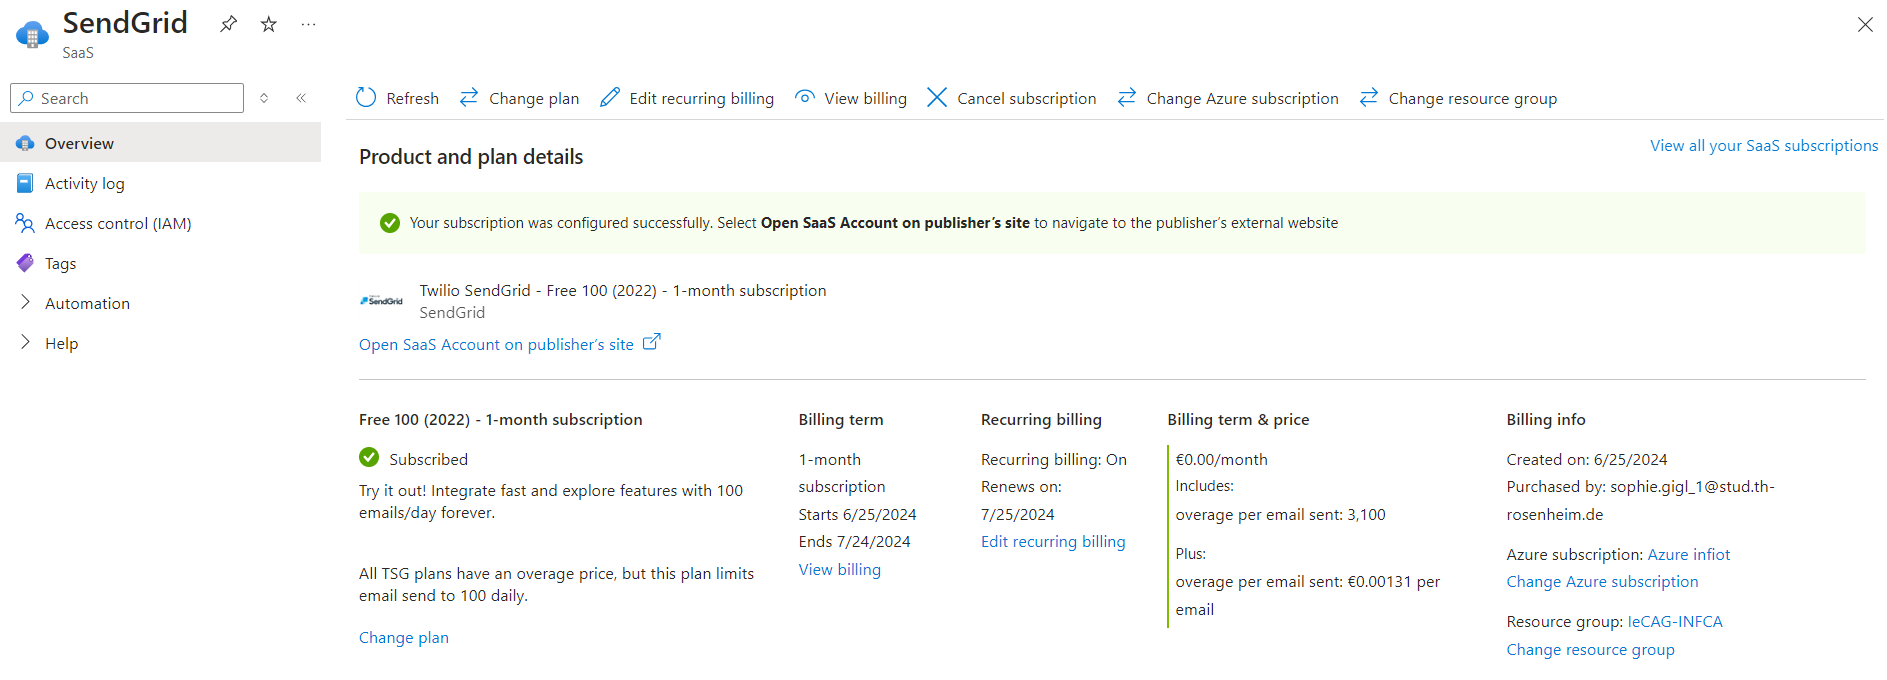 SendGrid
SaaS
Search
Overview
Activity log
Access control (IAM)
Tags
Automation
Help
Refresh
Change plan
Edit recurring billing
View billing
Cancel subscription
Change Azure subscription
Change resource group
Product and plan details
View all your SaaS subscriptions
Your subscription was configured successfully. Select Open SaaS Account on publisher’s site to navigate to the publisher’s external website
SendGrid
Twilio SendGrid - Free 100 (2022) - 1-month subscription
SendGrid
Open SaaS Account on publisher’s site
Free 100 (2022) - 1-month subscription
Subscribed
Try it out! Integrate fast and explore features with 100
emails/day forever.
All TSG plans have an overage price, but this plan limits
email send to 100 daily.
Change plan
Billing term
1-month
subscription
Starts 6/25/2024
Ends 7/24/2024
View billing
Recurring billing
Recurring billing: On
Renews on:
7/25/2024
Edit recurring billing
Billing term & price
€0.00/month
Includes:
overage per email sent: 3,100
Plus:
overage per email sent: €0.00131 per
email
Billing info
Created on: 6/25/2024
Purchased by: sophie.gigl_1@stud.th-
rosenheim.de
Azure subscription: Azure infiot
Change Azure subscription
Resource group: IeCAG-INFCA
Change resource group